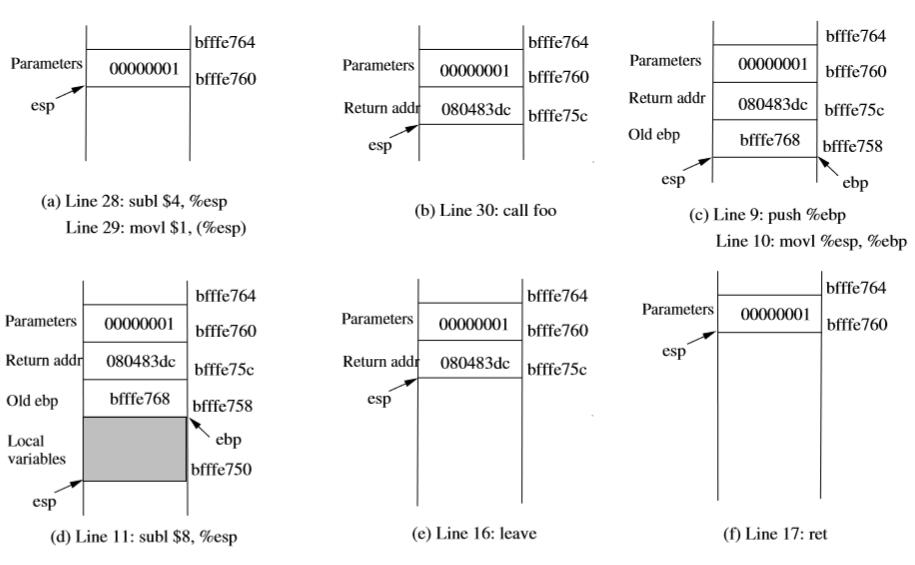 bfffe764
Parameters 00000001 bfffe760
esp
(a) Line 28: subl $4, %esp
Line 29: movl $1, (%esp)
bfffe764
Parameters 00000001 bfffe760
Return addr 080483dc bfffe75c
esp
(b) Line 30: call foo
bfffe764
Parameters 00000001 bfffe760
Return addr 080483dc bfffe75c
Old ebp bfffe768 bfffe758
esp ebp
(c) Line 9: push %ebp
Line 10: movl %esp, %ebp
bfffe764
Parameters 00000001 bfffe760
Return addr 080483dc bfffe75c
Old ebp bfffe768 bfffe758
ebp
Local
variables
bfffe750
esp
(d) Line 11: subl $8, %esp
bfffe764
Parameters 00000001 bfffe760
Return addr 080483dc bfffe75c
esp
(e) Line 16: leave
bfffe764
Parameters 00000001 bfffe760
esp
(f) Line 17: ret